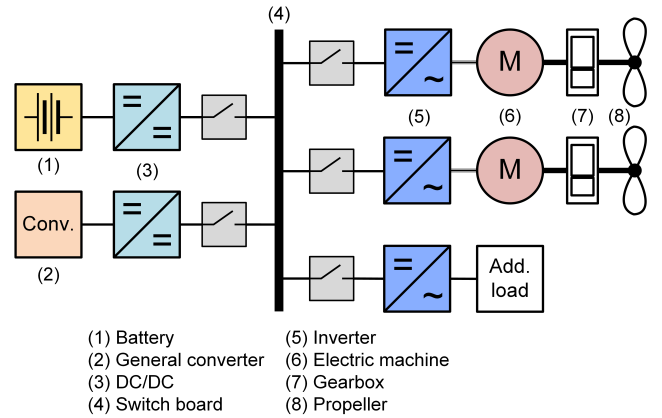 (4)
M
(5)
(6)
(7)
(8)
(1)
(3)
M
Conv.
(2)
Add.
load
(1) Battery
(2) General converter
(3) DC/DC
(4) Switch board
(5) Inverter
(6) Electric machine
(7) Gearbox
(8) Propeller